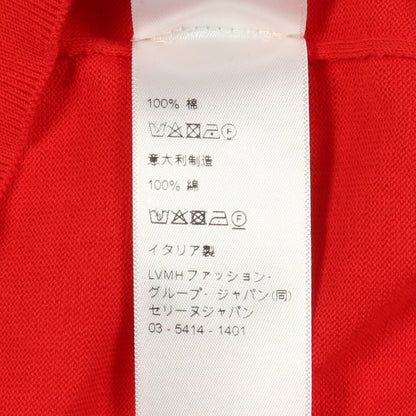 100% 棉
意大利制造
100% 綿
イタリア製
LVMHファッション·
グループ· ジャパン(同)
セリーヌジャパン
03 - 5414 - 1401